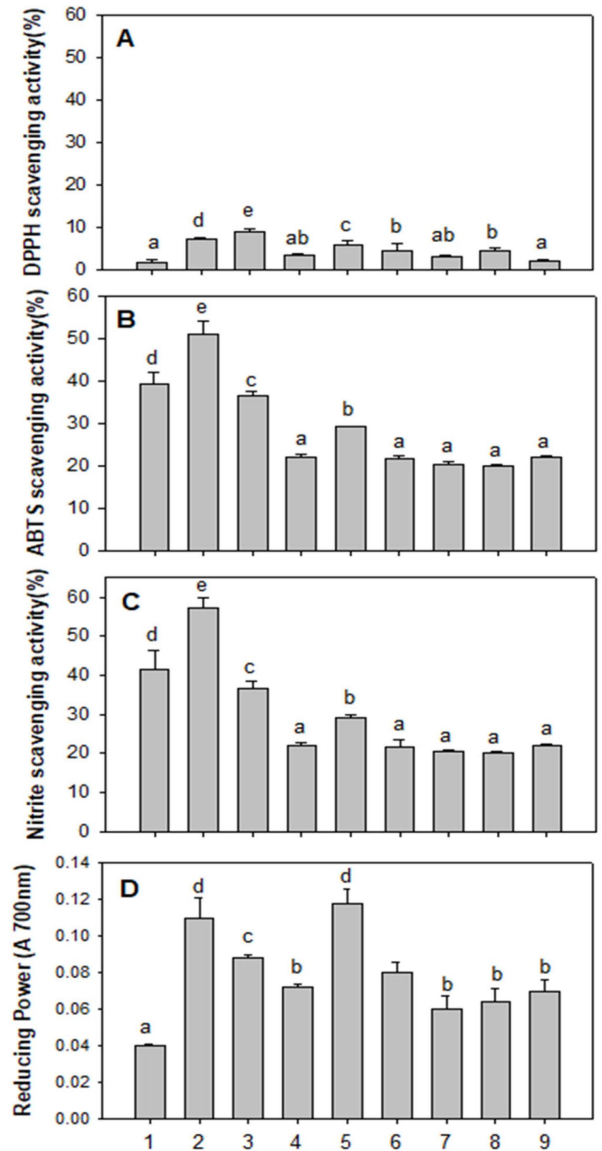 A
DPPH scavenging activity(%)
60
50
40
30
20
10
0
a d e ab c b ab b a
B
ABTS scavenging activity(%)
60
50
40
30
20
10
0
d e c a b a a a a
C
Nitrite scavenging activity(%)
60
50
40
30
20
10
0
d e c a b a a a a
D
Reducing Power (A 700nm)
0.14
0.12
0.10
0.08
0.06
0.04
0.02
0.00
a d c b d b b b
1 2 3 4 5 6 7 8 9